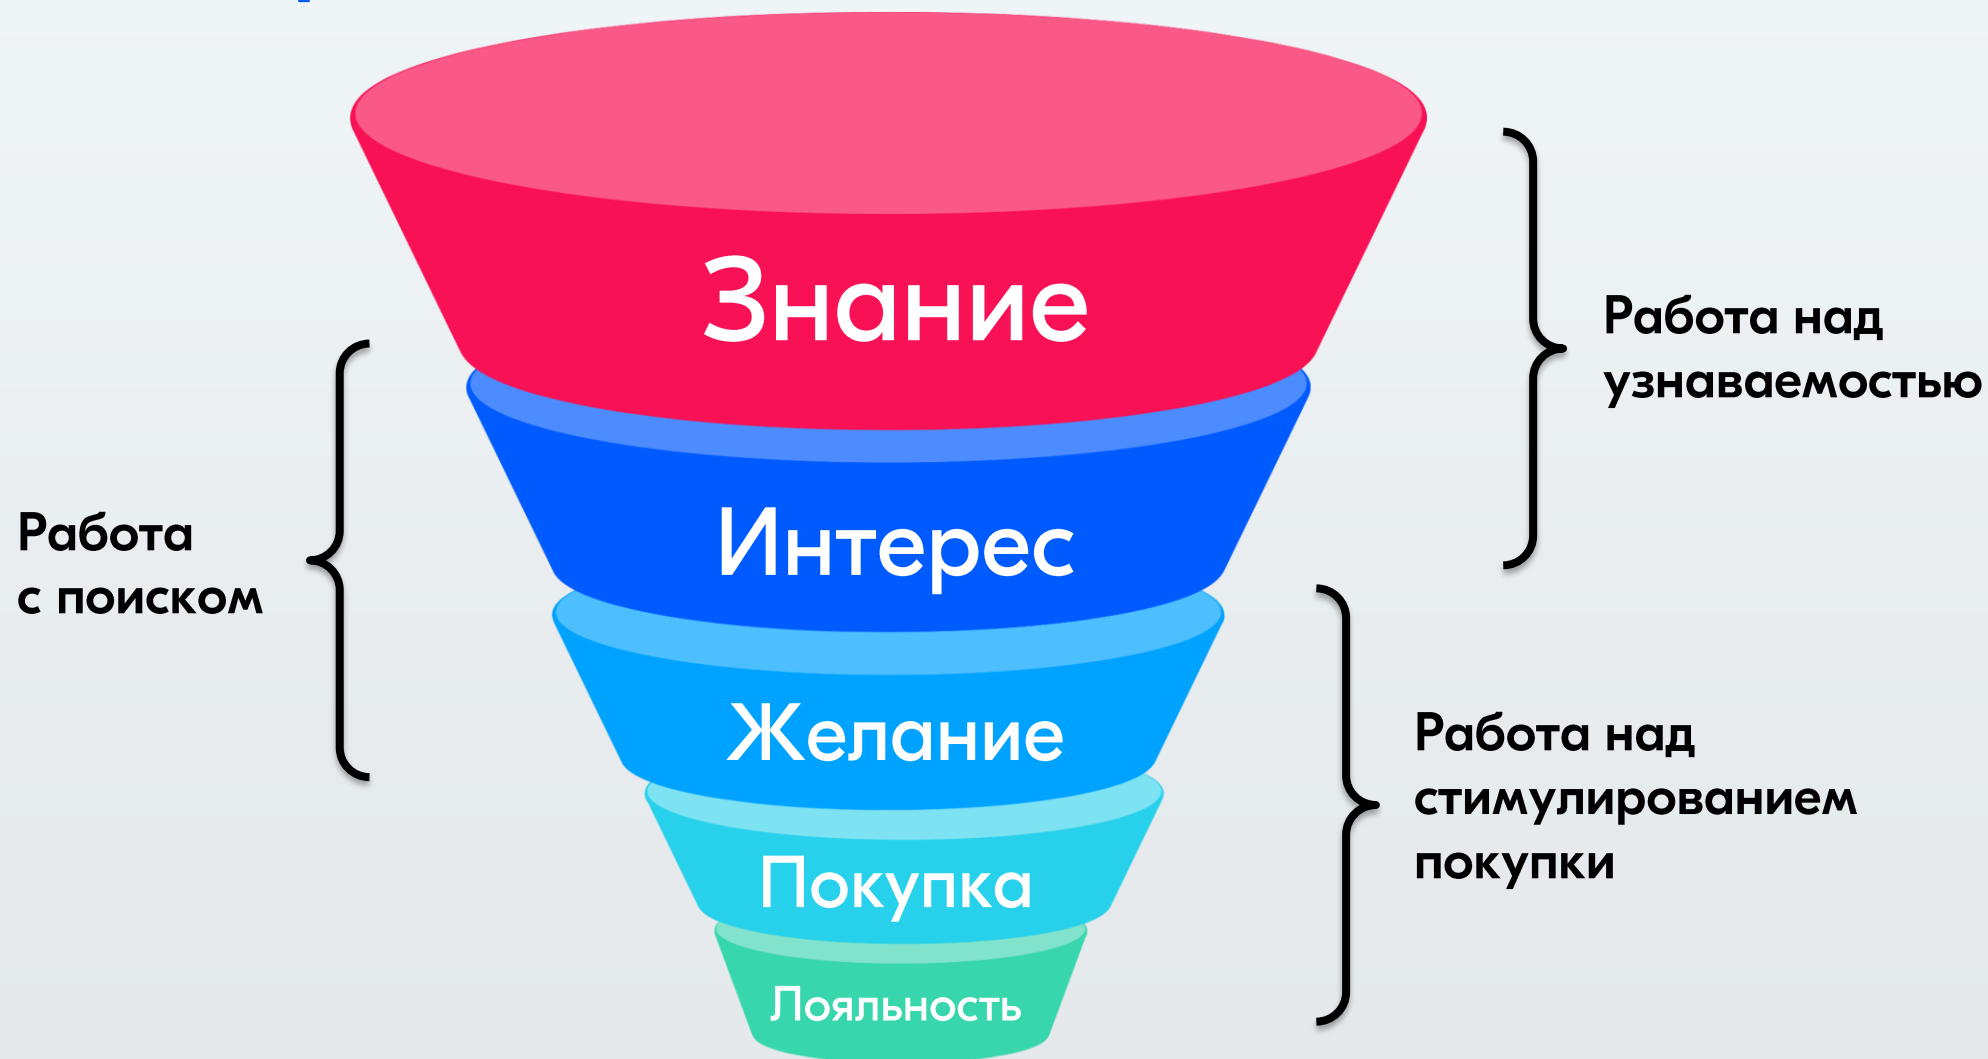 Знание
Работа над
узнаваемостью
Интерес
Работа
с поиском
Желание
Работа над
стимулированием
покупки
Покупка
Лояльность